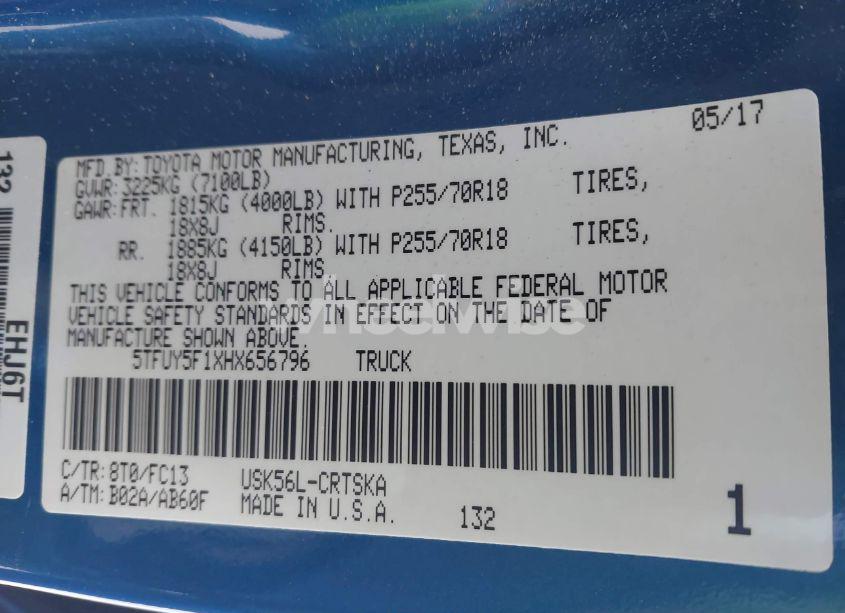 132
EHJ6T
05/17
MFD.BY:TOYOTA MOTOR MANUFACTURING, TEXAS, INC.
GVWR:3225KG (7100LB)
GAWR:FRT. 1815KG (4000LB) WITH P255/70R18 TIRES,
18X8J RIMS.
RR. 1885KG (4150LB) WITH P255/70R18 TIRES,
18X8J RIMS
THIS VEHICLE CONFORMS TO ALL APPLICABLE FEDERAL MOTOR
VEHICLE SAFETY STANDARDS IN EFFECT ON THE DATE OF
MANUFACTURE SHOWN ABOVE.
wheelwise
5TFUY5F1XHX656796 TRUCK
C/TR:8T0/FC13 USK56L-CRTSKA
A/TM:B02A/AB60F MADE IN U.S.A. 132 1